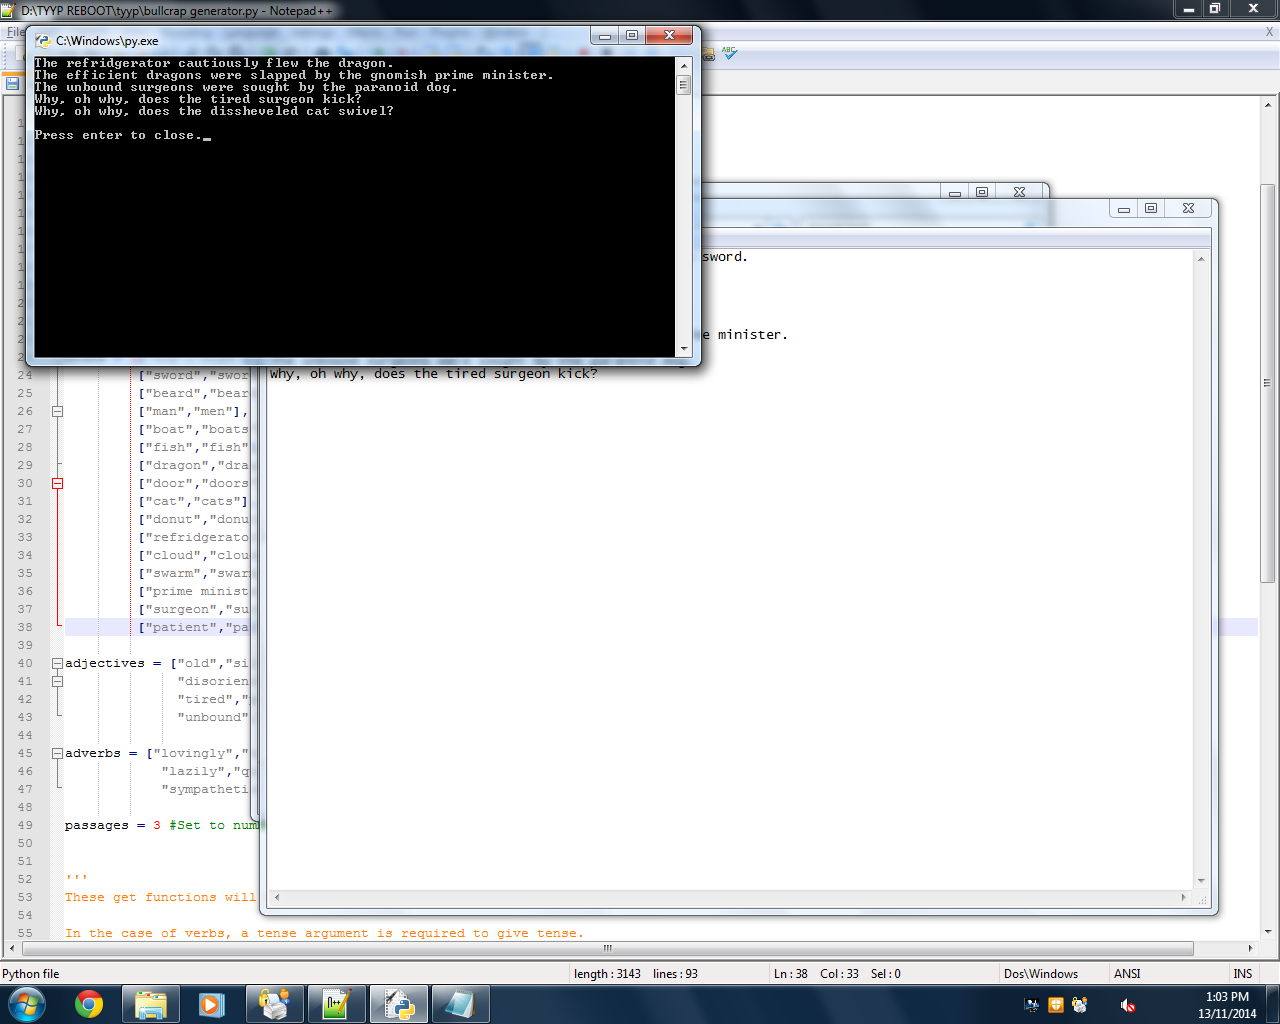 D:\TYYP REBOOT\tyyp\bullcrap generator.py - Notepad++
C:\Windows\py.exe
The refridgerator cautiously flew the dragon.
The efficient dragons were slapped by the gnomish prime minister.
The unbound surgeons were sought by the paranoid dog.
Why, oh why, does the tired surgeon kick?
Why, oh why, does the dissheveled cat swivel?
Press enter to close.
sword.
e minister.
Why, oh why, does the tired surgeon kick?
24 ["sword","swor
25 ["beard","bear
26 ["man","men"],
27 ["boat","boats
28 ["fish","fish"
29 ["dragon","dra
30 ["door","doors
31 ["cat","cats"]
32 ["donut","donu
33 ["refridgerato
34 ["cloud","clou
35 ["swarm","swar
36 ["prime minist
37 ["surgeon","su
38 ["patient","pa
39
40 adjectives = ["old","si
41 "disorien
42 "tired","
43 "unbound"
44
45 adverbs = ["lovingly","
46 "lazily","q
47 "sympatheti
48
49 passages = 3 #Set to num
50
51
52 '''
53 These get functions will
54
55 In the case of verbs, a tense argument is required to give tense.
Python file length : 3143 lines : 93 Ln : 38 Col : 33 Sel : 0 Dos\Windows ANSI INS
1:03 PM
13/11/2014